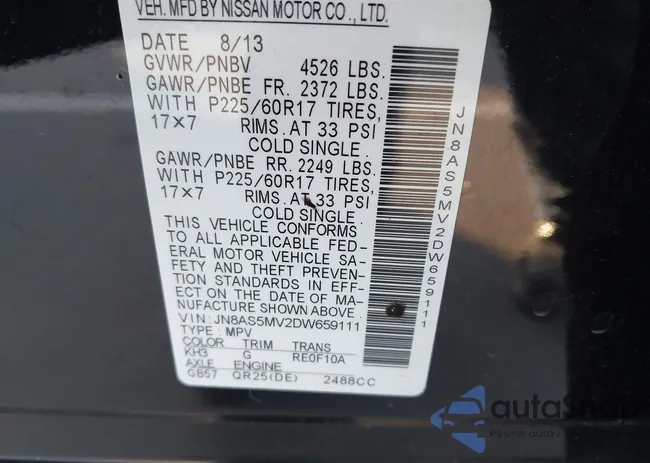 VEH. MFD BY NISSAN MOTOR CO., LTD.
DATE 8/13
GVWR/PNBV 4526 LBS.
GAWR/PNBE FR. 2372 LBS.
WITH P225/60R17 TIRES,
17×7 RIMS. AT 33 PSI
COLD SINGLE.
GAWR/PNBE RR. 2249 LBS.
WITH P225/60R17 TIRES,
17×7 RIMS. AT 33 PSI
COLD SINGLE.
THIS VEHICLE CONFORMS
TO ALL APPLICABLE FED-
ERAL MOTOR VEHICLE SA-
FETY AND THEFT PREVEN-
TION STANDARDS IN EFF-
ECT ON THE DATE OF MA-
NUFACTURE SHOWN ABOVE.
VIN: JN8AS5MV2DW659111
TYPE: MPV
COLOR TRIM TRANS
KH3 G RE0F10A
AXLE ENGINE
GB57 QR25(DE) 2488CC
JN8AS5MV2DW659111
autaSnap
Pewne auta z